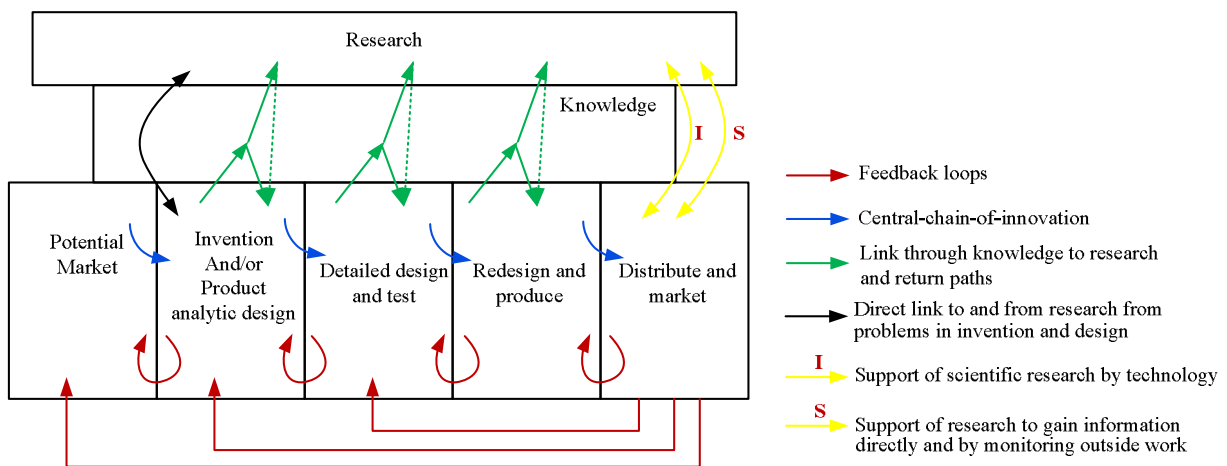 Research
Knowledge
I
S
Potential
Market
Invention
And/or
Product
analytic design
Detailed design
and test
Redesign and
produce
Distribute and
market
Feedback loops
Central-chain-of-innovation
Link through knowledge to research
and return paths
Direct link to and from research from
problems in invention and design
I
Support of scientific research by technology
S
Support of research to gain information
directly and by monitoring outside work